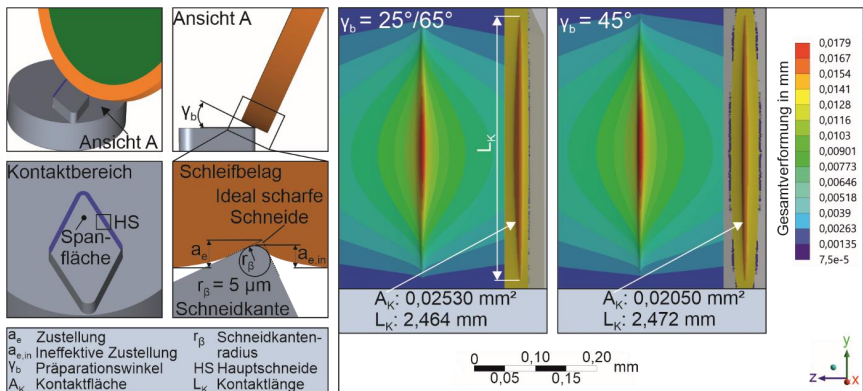 Ansicht A
Ansicht A
γb
Kontaktbereich
HS
Span-
fläche
Schleifbelag
Ideal scharfe
Schneide
ae
ae,in
rβ
rβ = 5 µm
Schneidkante
ae Zustellung
ae,in Ineffektive Zustellung
γb Präparationswinkel
AK Kontaktfläche
rβ Schneidkanten-
radius
HS Hauptschneide
LK Kontaktlänge
γb = 25°/65°
LK
AK: 0,02530 mm²
LK: 2,464 mm
γb = 45°
AK: 0,02050 mm²
LK: 2,472 mm
0 0,10 0,20 mm
0,05 0,15
Gesamtverformung in mm
0,0179
0,0167
0,0154
0,0141
0,0128
0,0116
0,0103
0,00901
0,00773
0,00646
0,00518
0,0039
0,00263
0,00135
7,5e-5
y
z
x